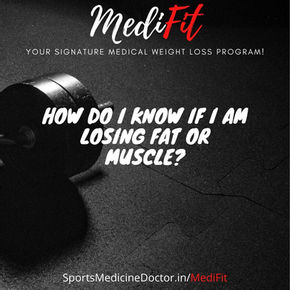 MediFit
YOUR SIGNATURE MEDICAL WEIGHT LOSS PROGRAM!
HOW DO I KNOW IF I AM
LOSING FAT OR
MUSCLE?
SportsMedicineDoctor.in/MediFit